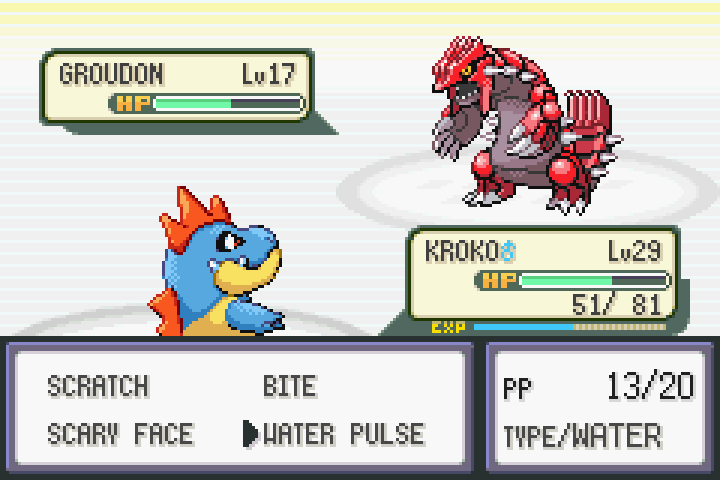 GROUDON Lv17
HP
KROKO♂ Lv29
HP
51/ 81
EXP
SCRATCH BITE
SCARY FACE WATER PULSE
PP 13/20
TYPE/WATER